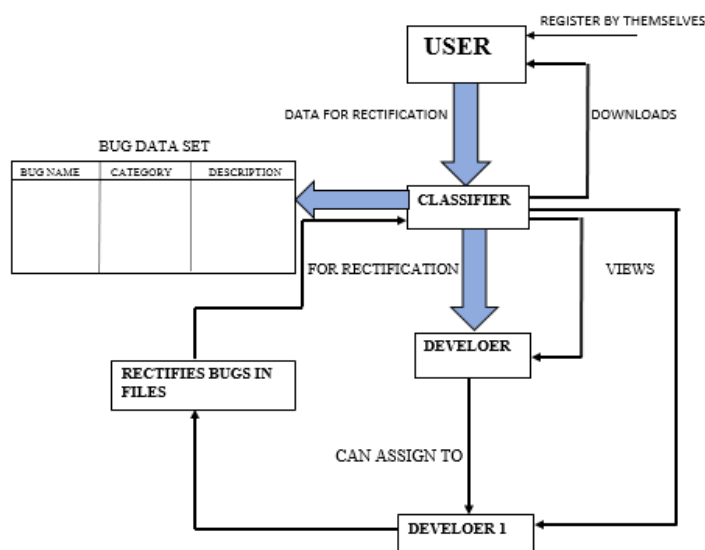 REGISTER BY THEMSELVES
USER
DATA FOR RECTIFICATION
DOWNLOADS
BUG DATA SET
BUG NAME CATEGORY DESCRIPTION
CLASSIFIER
FOR RECTIFICATION
VIEWS
DEVELOER
RECTIFIES BUGS IN
FILES
CAN ASSIGN TO
DEVELOER 1